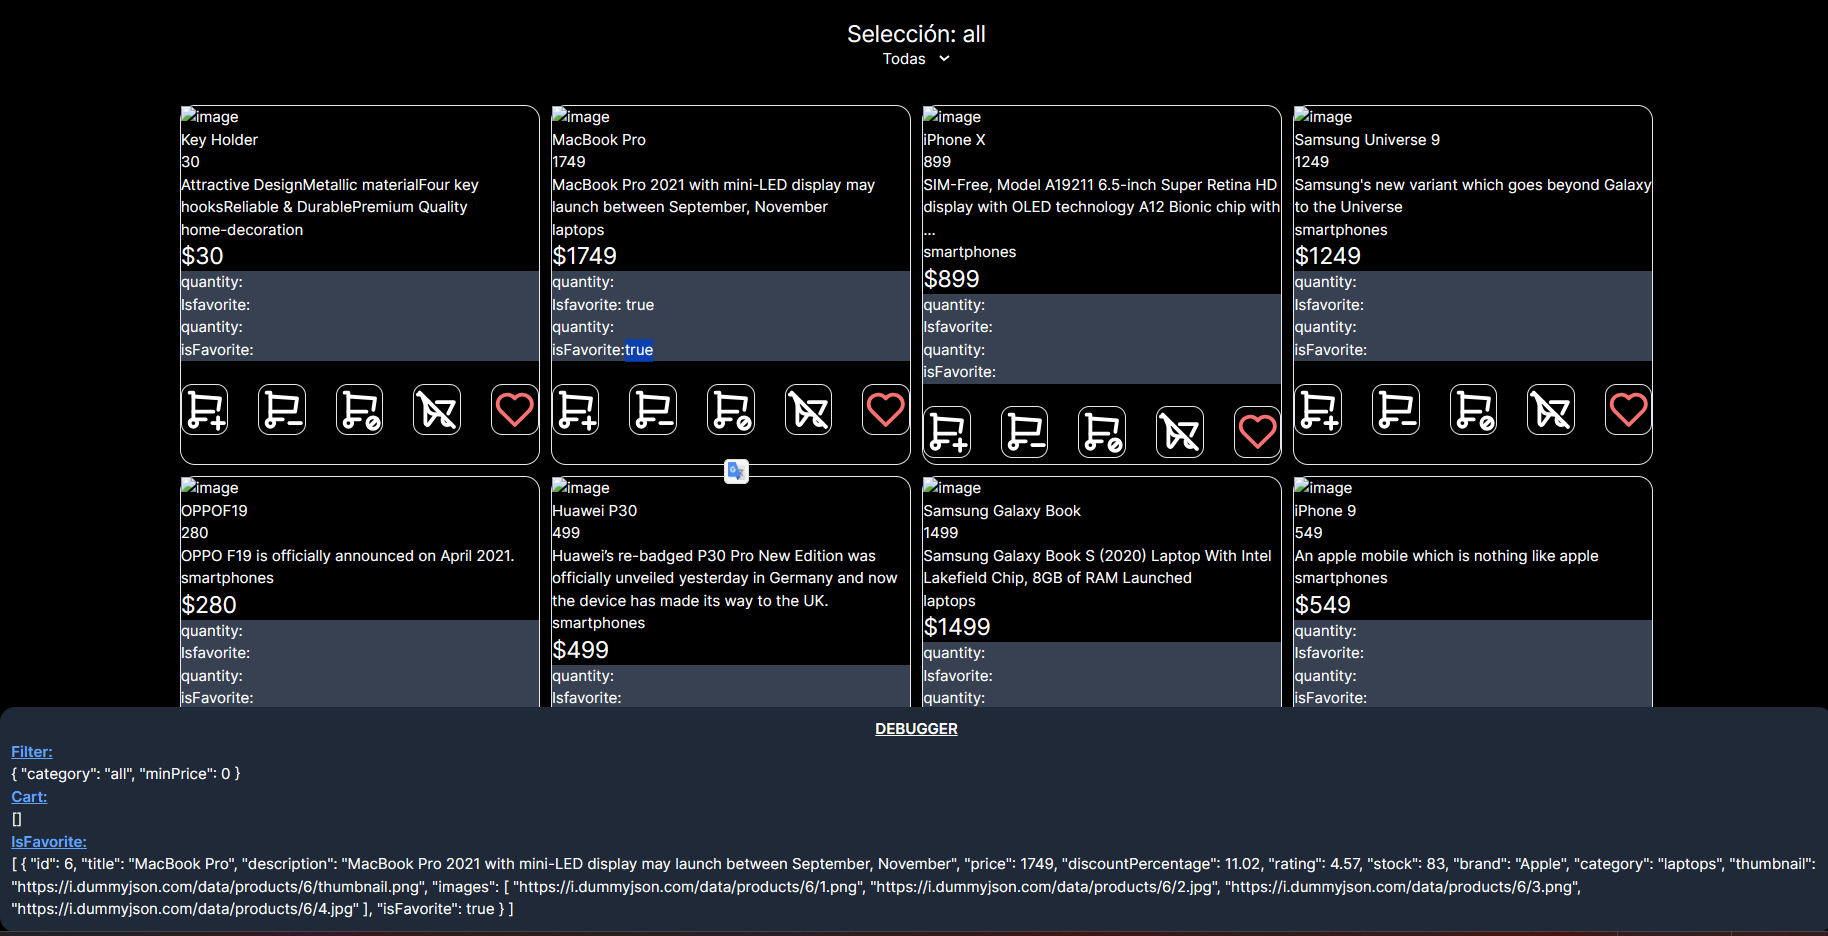 Selección: all
Todas
image
Key Holder
30
Attractive DesignMetallic materialFour key
hooksReliable & DurablePremium Quality
home-decoration
$30
quantity:
Isfavorite:
quantity:
isFavorite:
image
MacBook Pro
1749
MacBook Pro 2021 with mini-LED display may
launch between September, November
laptops
$1749
quantity:
Isfavorite: true
quantity:
isFavorite:true
image
iPhone X
899
SIM-Free, Model A19211 6.5-inch Super Retina HD
display with OLED technology A12 Bionic chip with
...
smartphones
$899
quantity:
Isfavorite:
quantity:
isFavorite:
image
Samsung Universe 9
1249
Samsung's new variant which goes beyond Galaxy
to the Universe
smartphones
$1249
quantity:
Isfavorite:
quantity:
isFavorite:
image
OPPOF19
280
OPPO F19 is officially announced on April 2021.
smartphones
$280
quantity:
Isfavorite:
quantity:
isFavorite:
image
Huawei P30
499
Huawei’s re-badged P30 Pro New Edition was
officially unveiled yesterday in Germany and now
the device has made its way to the UK.
smartphones
$499
quantity:
Isfavorite:
image
Samsung Galaxy Book
1499
Samsung Galaxy Book S (2020) Laptop With Intel
Lakefield Chip, 8GB of RAM Launched
laptops
$1499
quantity:
Isfavorite:
quantity:
image
iPhone 9
549
An apple mobile which is nothing like apple
smartphones
$549
quantity:
Isfavorite:
quantity:
isFavorite:
DEBUGGER
Filter:
{ "category": "all", "minPrice": 0 }
Cart:
[]
IsFavorite:
[ { "id": 6, "title": "MacBook Pro", "description": "MacBook Pro 2021 with mini-LED display may launch between September, November", "price": 1749, "discountPercentage": 11.02, "rating": 4.57, "stock": 83, "brand": "Apple", "category": "laptops", "thumbnail":
"https://i.dummyjson.com/data/products/6/thumbnail.png", "images": [ "https://i.dummyjson.com/data/products/6/1.png", "https://i.dummyjson.com/data/products/6/2.jpg", "https://i.dummyjson.com/data/products/6/3.png",
"https://i.dummyjson.com/data/products/6/4.jpg" ], "isFavorite": true } ]